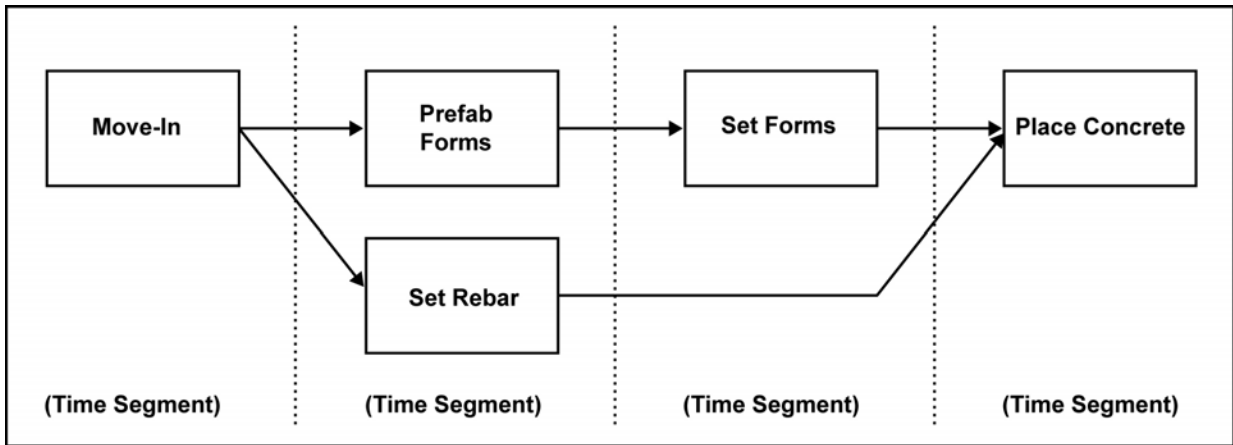 Move-In
Prefab
Forms
Set Forms
Place Concrete
Set Rebar
(Time Segment)
(Time Segment)
(Time Segment)
(Time Segment)